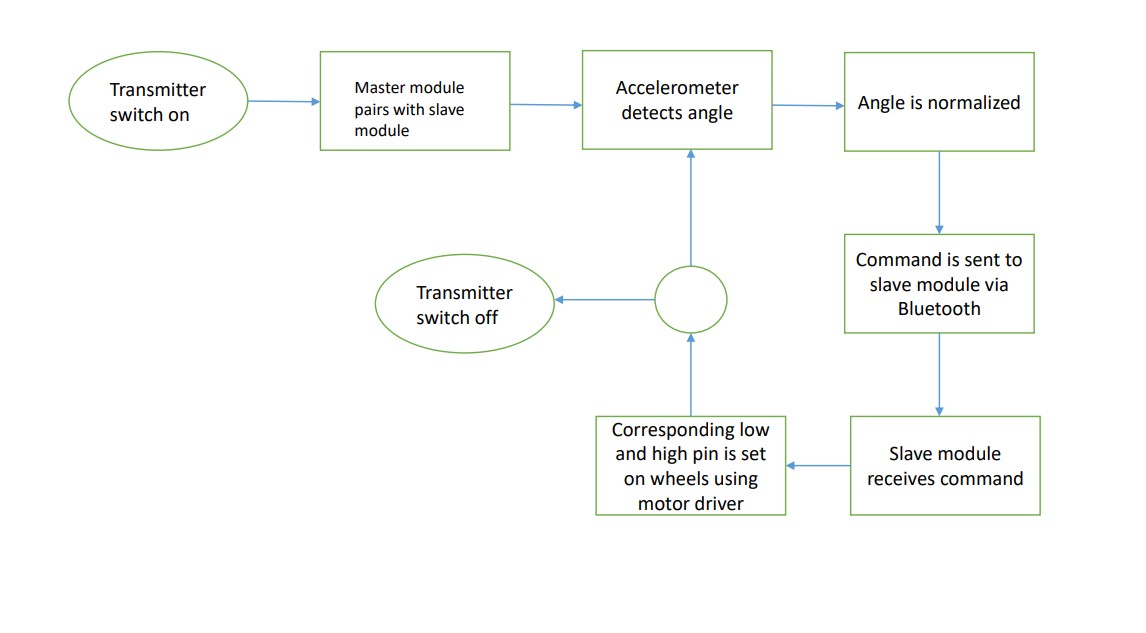 Transmitter
switch on
Master module
pairs with slave
module
Accelerometer
detects angle
Angle is normalized
Command is sent to
slave module via
Bluetooth
Transmitter
switch off
Corresponding low
and high pin is set
on wheels using
motor driver
Slave module
receives command